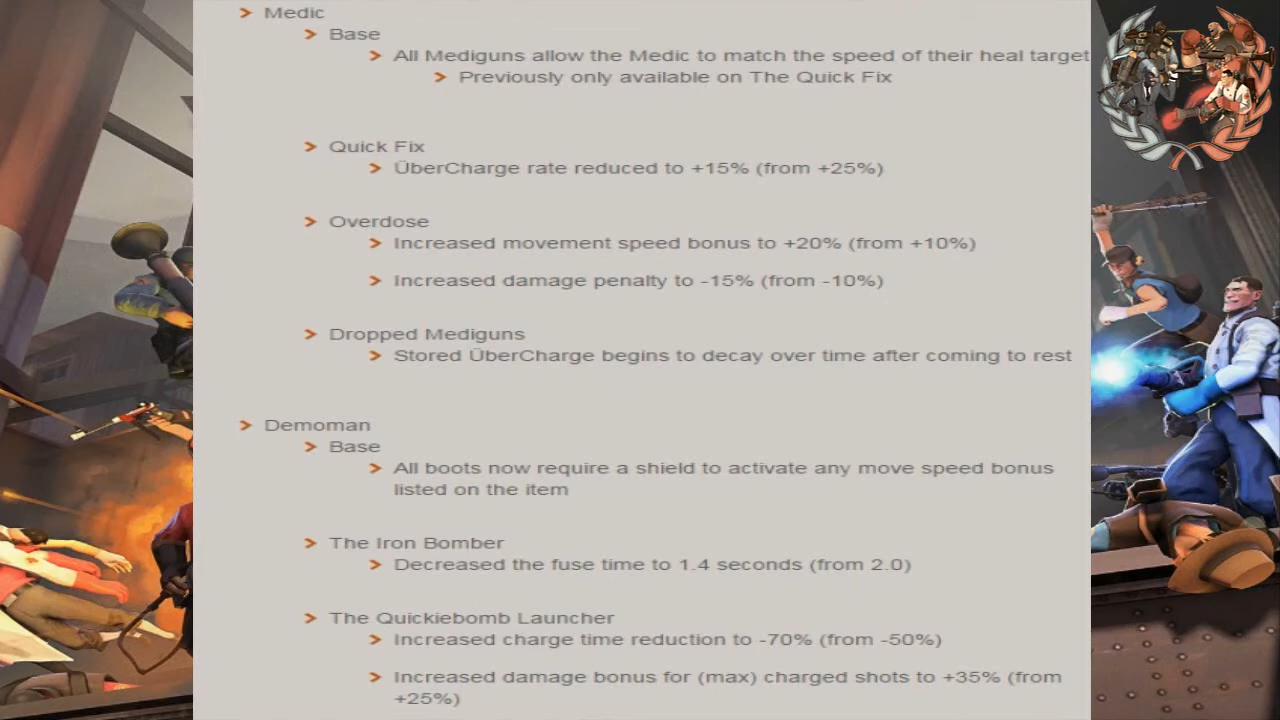 Medic
Base
All Mediguns allow the Medic to match the speed of their heal target
Previously only available on The Quick Fix
Quick Fix
ÜberCharge rate reduced to +15% (from +25%)
Overdose
Increased movement speed bonus to +20% (from +10%)
Increased damage penalty to -15% (from -10%)
Dropped Mediguns
Stored ÜberCharge begins to decay over time after coming to rest
Demoman
Base
All boots now require a shield to activate any move speed bonus
listed on the item
The Iron Bomber
Decreased the fuse time to 1.4 seconds (from 2.0)
The Quickiebomb Launcher
Increased charge time reduction to -70% (from -50%)
Increased damage bonus for (max) charged shots to +35% (from
+25%)